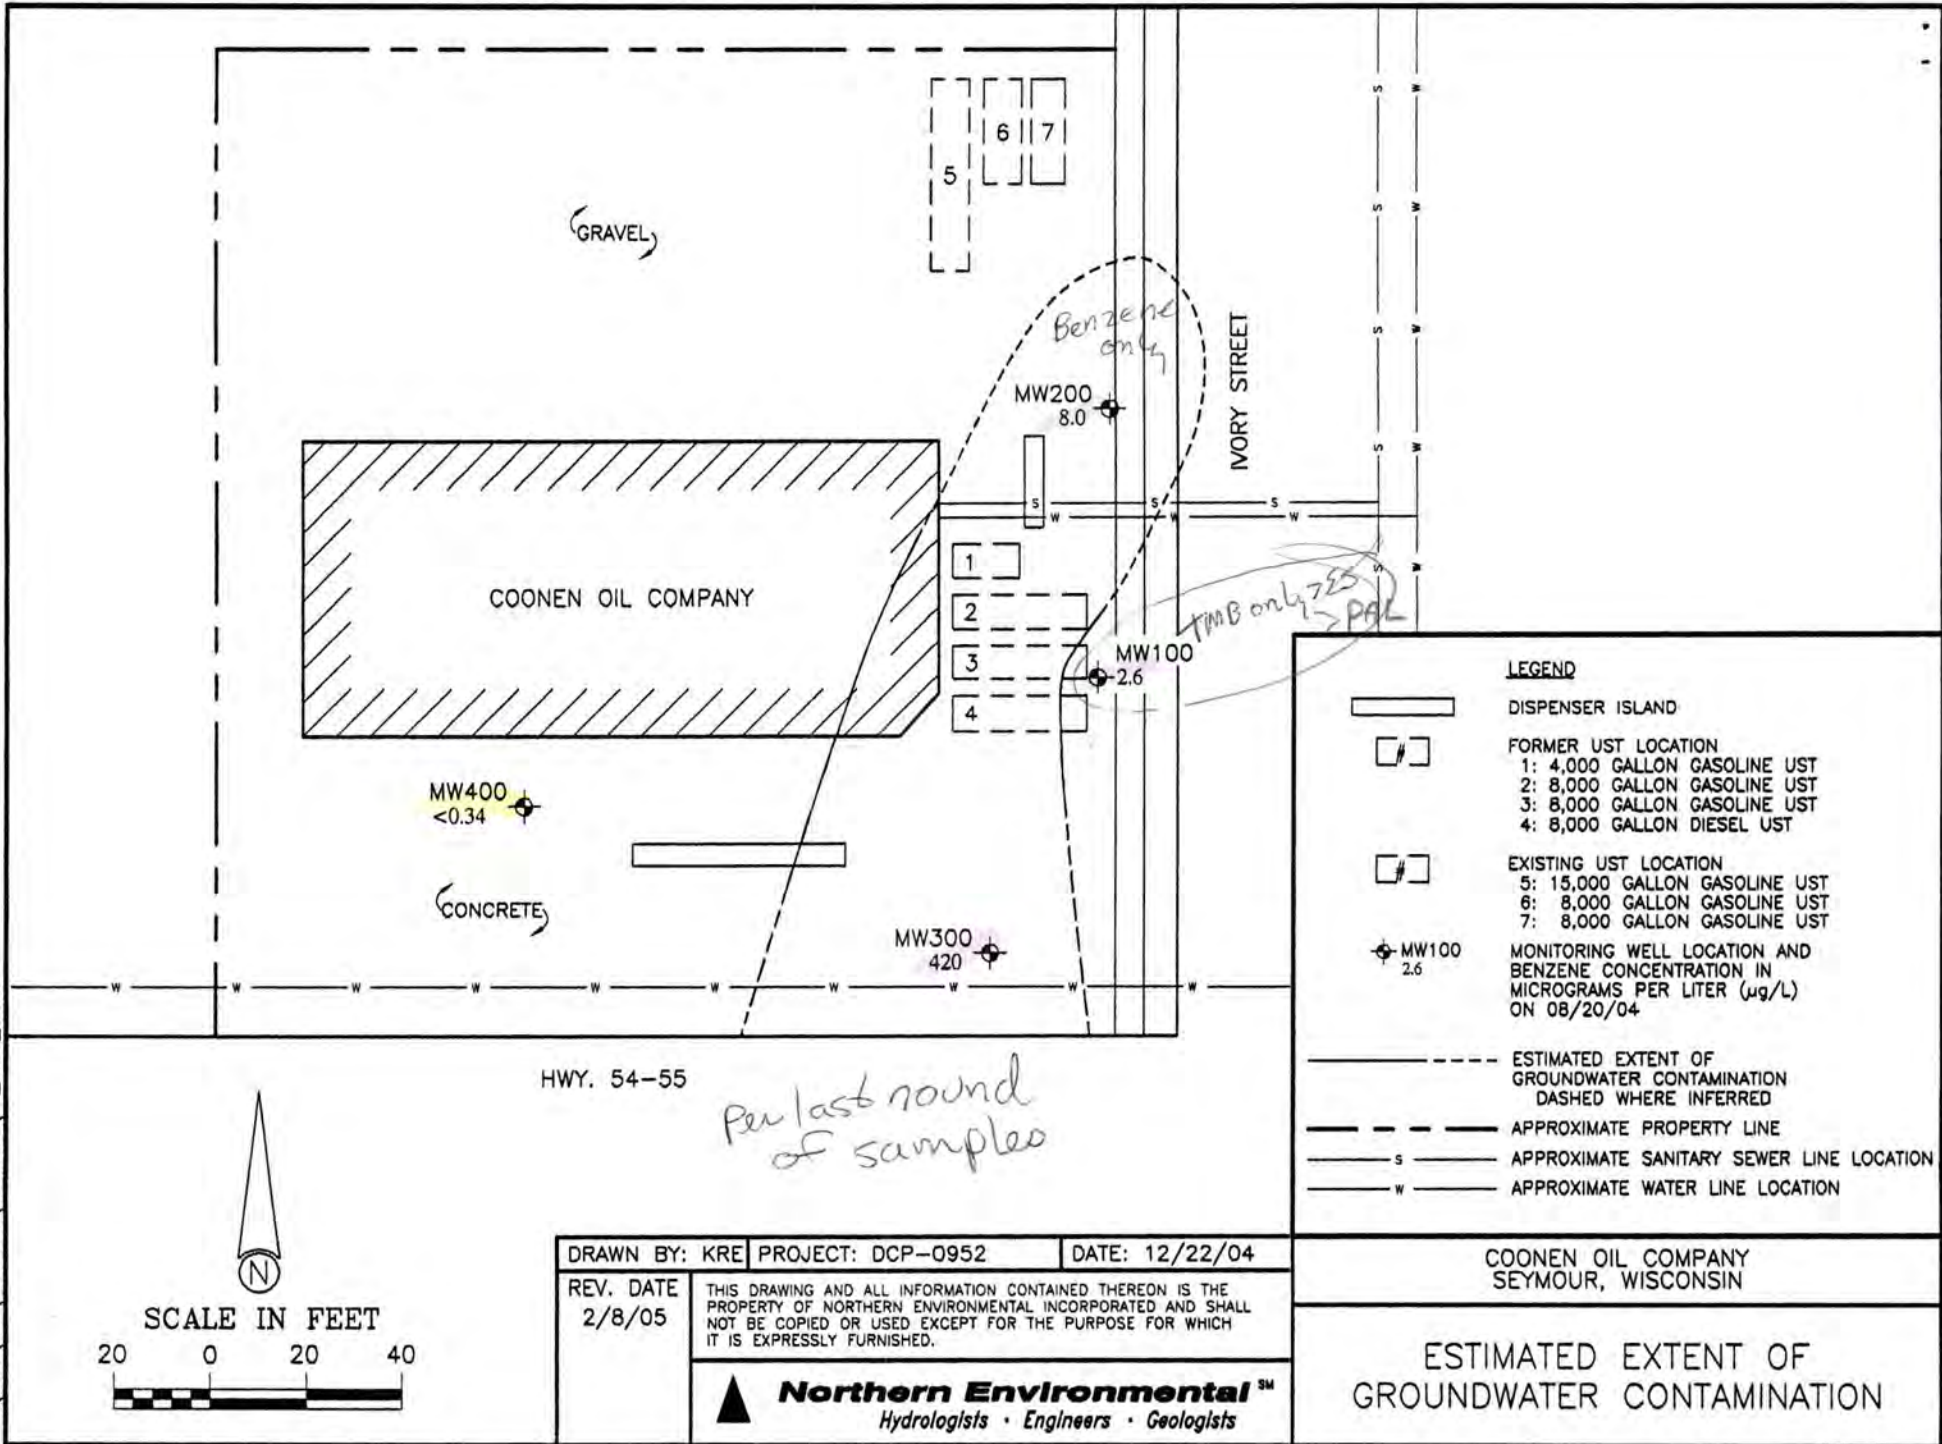 5
6
7
GRAVEL
Benzene
only
IVORY STREET
MW200
8.0
S
W
S
W
S
W
S
W
S
W
S
S
S
W
W
W
1
2
3
4
COONEN OIL COMPANY
TMB only >ES
> PAL
MW100
2.6
MW400
<0.34
CONCRETE
MW300
420
W
W
W
W
W
W
W
W
W
W
HWY. 54-55
Per last round
of samples
LEGEND
DISPENSER ISLAND
#
FORMER UST LOCATION
1: 4,000 GALLON GASOLINE UST
2: 8,000 GALLON GASOLINE UST
3: 8,000 GALLON GASOLINE UST
4: 8,000 GALLON DIESEL UST
#
EXISTING UST LOCATION
5: 15,000 GALLON GASOLINE UST
6: 8,000 GALLON GASOLINE UST
7: 8,000 GALLON GASOLINE UST
MW100
2.6
MONITORING WELL LOCATION AND
BENZENE CONCENTRATION IN
MICROGRAMS PER LITER (µg/L)
ON 08/20/04
ESTIMATED EXTENT OF
GROUNDWATER CONTAMINATION
DASHED WHERE INFERRED
APPROXIMATE PROPERTY LINE
S APPROXIMATE SANITARY SEWER LINE LOCATION
W APPROXIMATE WATER LINE LOCATION
N
SCALE IN FEET
20 0 20 40
DRAWN BY: KRE PROJECT: DCP-0952 DATE: 12/22/04
REV. DATE
2/8/05
THIS DRAWING AND ALL INFORMATION CONTAINED THEREON IS THE
PROPERTY OF NORTHERN ENVIRONMENTAL INCORPORATED AND SHALL
NOT BE COPIED OR USED EXCEPT FOR THE PURPOSE FOR WHICH
IT IS EXPRESSLY FURNISHED.
Northern Environmental SM
Hydrologists · Engineers · Geologists
COONEN OIL COMPANY
SEYMOUR, WISCONSIN
ESTIMATED EXTENT OF
GROUNDWATER CONTAMINATION